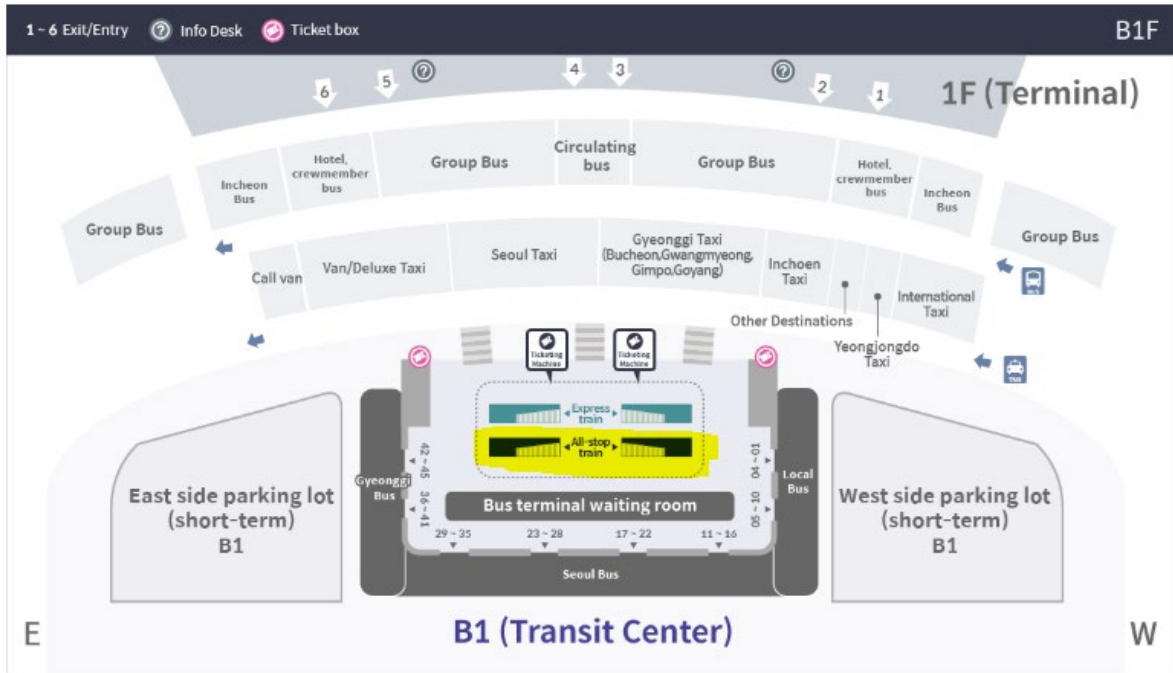 1 ~ 6 Exit/Entry
Info Desk
Ticket box
B1F
1F (Terminal)
6
5
4
3
2
1
Group Bus
Incheon
Bus
Hotel,
crewmember
bus
Group Bus
Circulating
bus
Group Bus
Hotel,
crewmember
bus
Incheon
Bus
Group Bus
Call van
Van/Deluxe Taxi
Seoul Taxi
Gyeonggi Taxi
(Bucheon,Gwangmyeong,
Gimpo,Goyang)
Inchoen
Taxi
Other Destinations
Yeongjongdo
Taxi
International
Taxi
BUS
TAXI
Ticketing
Machine
Ticketing
Machine
Express
train
All-stop
train
Bus terminal waiting room
Gyeonggi
Bus
42 ~ 45
36~41
04 ~ 01
05 ~ 10
Local
Bus
29 ~ 35
23 ~ 28
17 ~ 22
11 ~ 16
Seoul Bus
East side parking lot
(short-term)
B1
West side parking lot
(short-term)
B1
E
B1 (Transit Center)
W